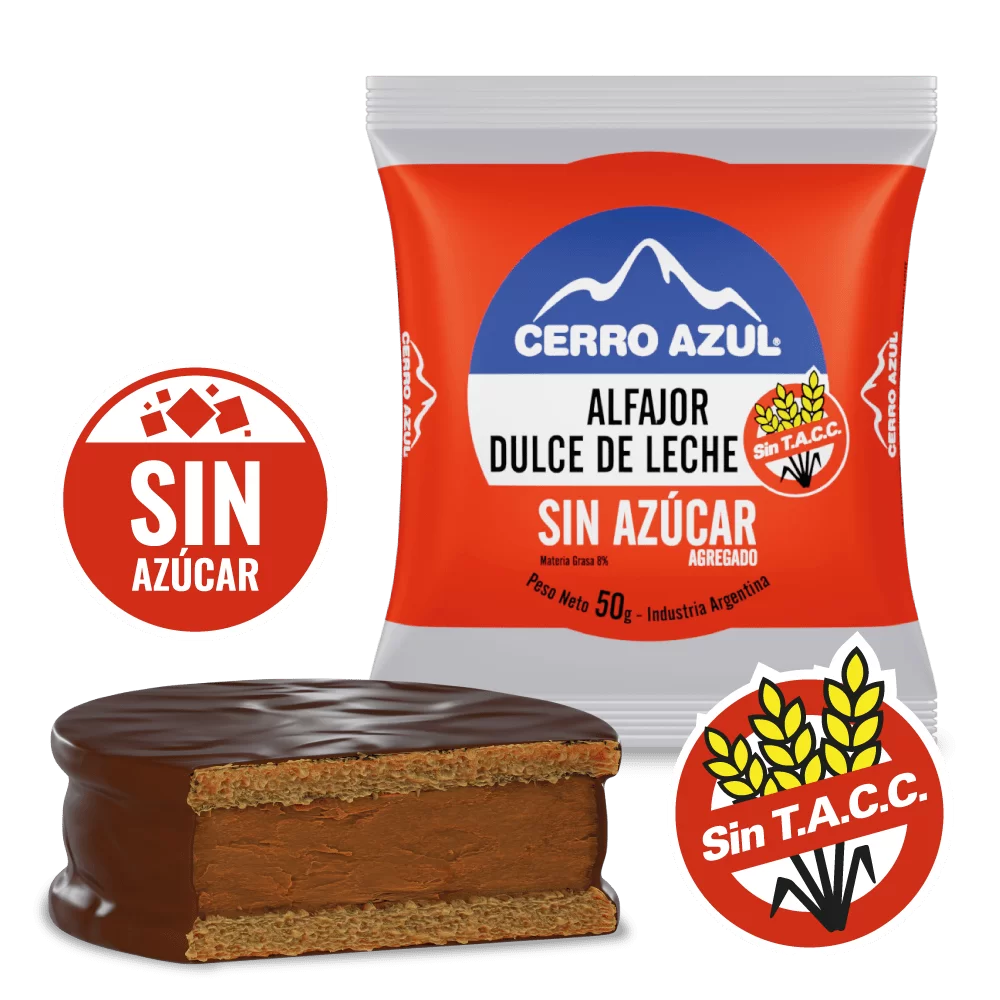 CERRO AZUL®
ALFAJOR
DULCE DE LECHE
Sin T.A.C.C.
SIN AZÚCAR
AGREGADO
Materia Grasa 8%
Peso Neto 50g - Industria Argentina
CERRO AZUL
CERRO AZUL
SIN
AZÚCAR
Sin T.A.C.C.